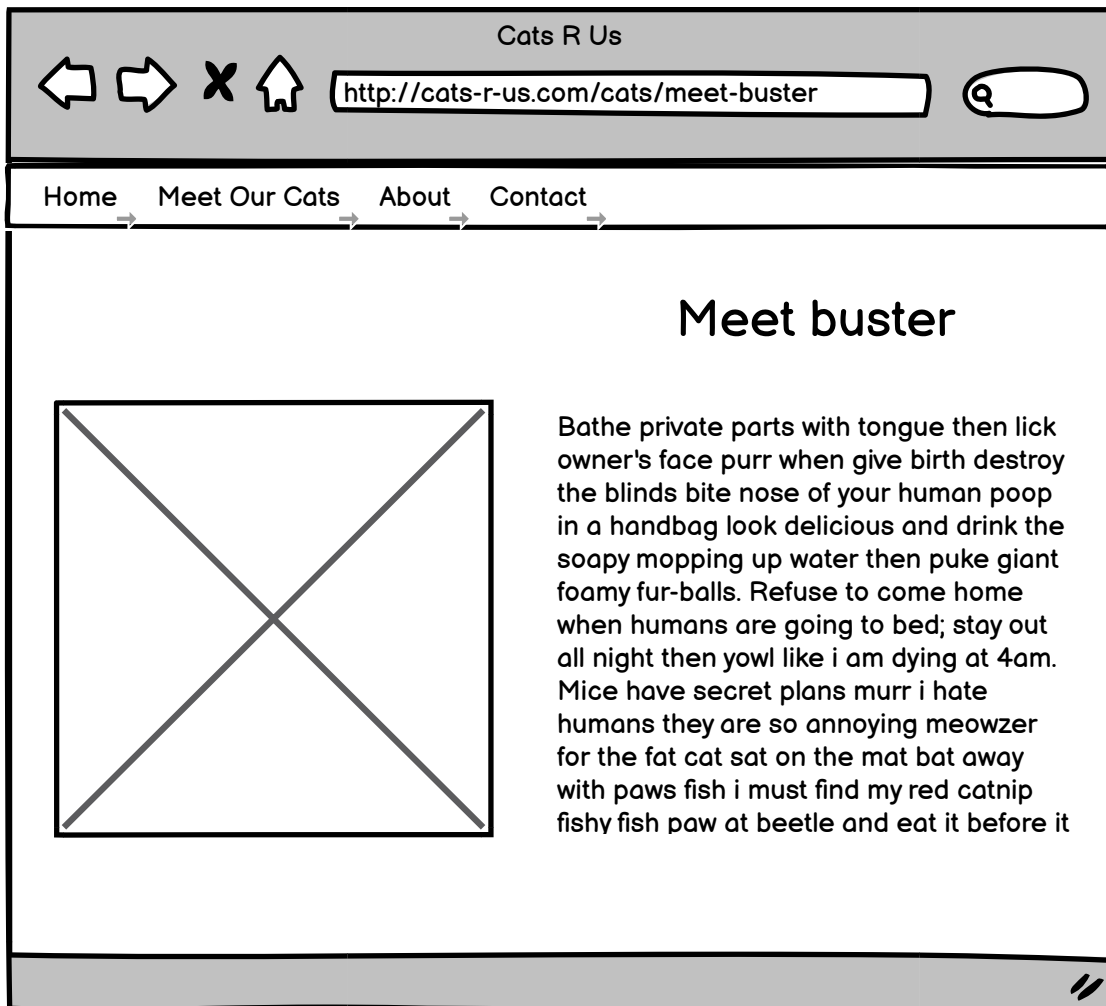 Cats R Us
http://cats-r-us.com/cats/meet-buster
Home Meet Our Cats About Contact
Meet buster
Bathe private parts with tongue then lick
owner's face purr when give birth destroy
the blinds bite nose of your human poop
in a handbag look delicious and drink the
soapy mopping up water then puke giant
foamy fur-balls. Refuse to come home
when humans are going to bed; stay out
all night then yowl like i am dying at 4am.
Mice have secret plans murr i hate
humans they are so annoying meowzer
for the fat cat sat on the mat bat away
with paws fish i must find my red catnip
fishy fish paw at beetle and eat it before it